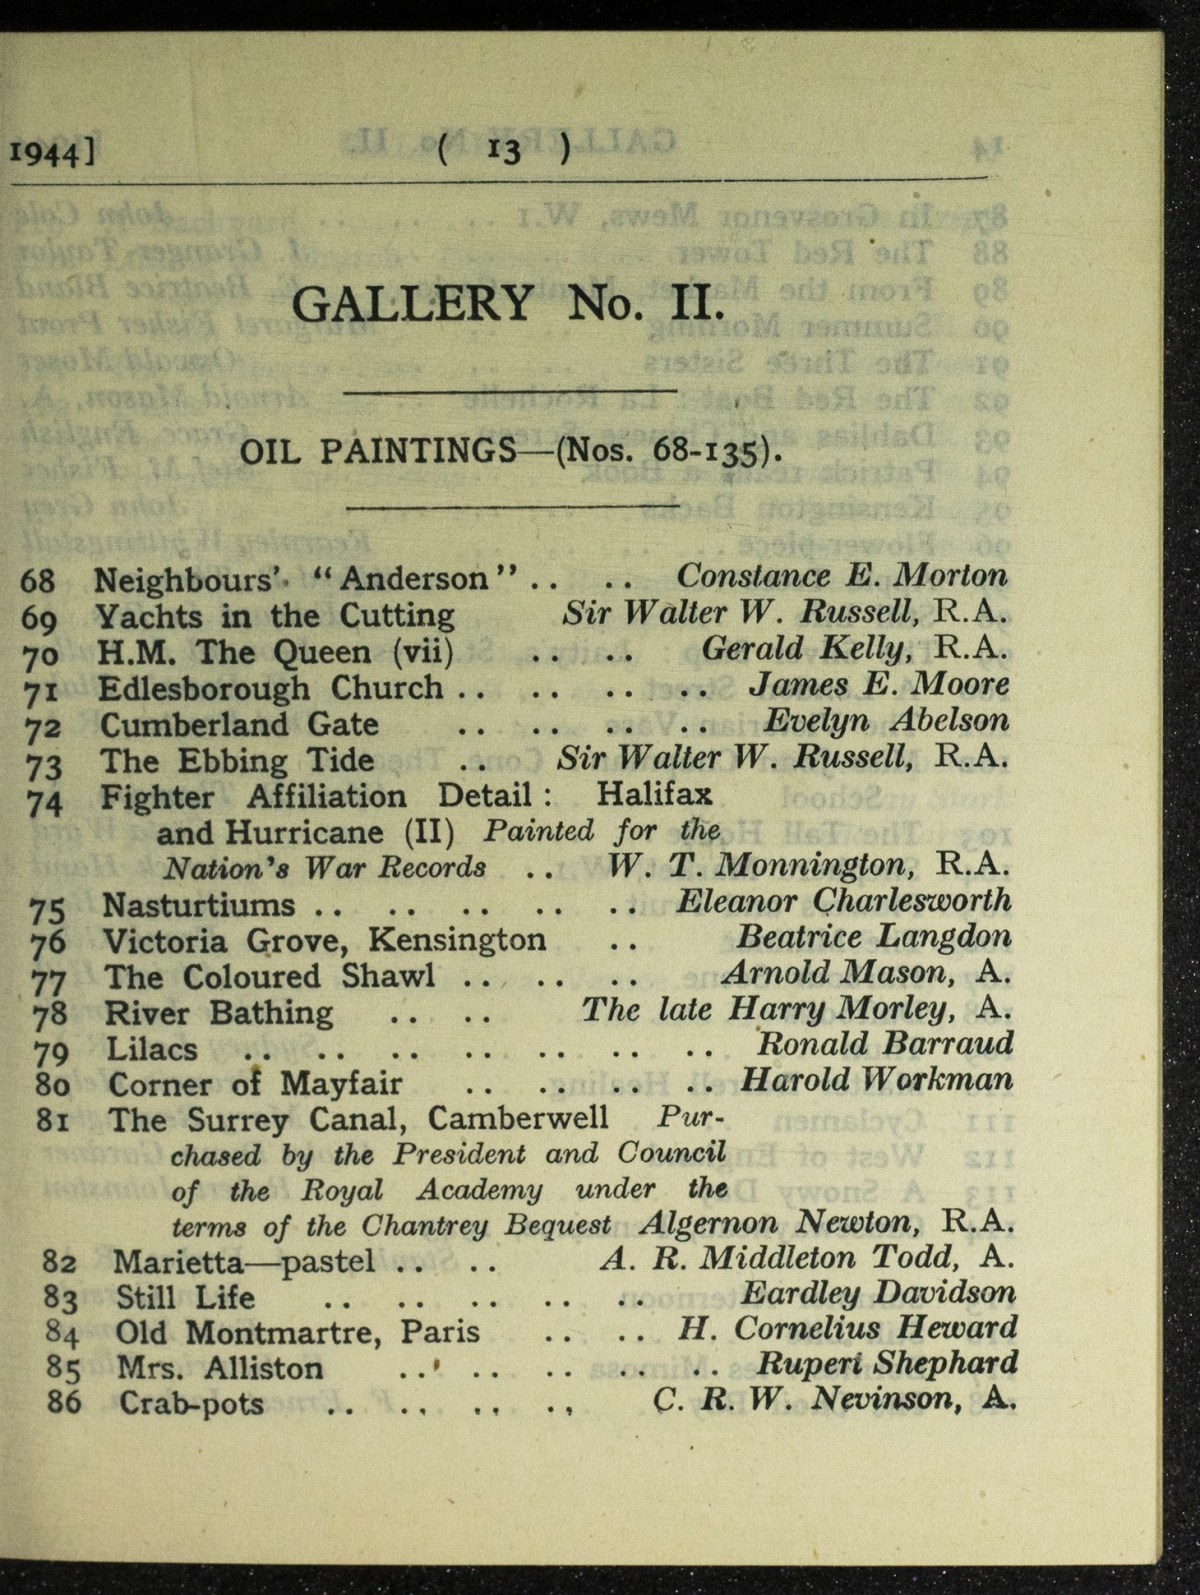 1944] ( 13 )
GALLERY No. II.
OIL PAINTINGS—(Nos. 68-135).
68 Neighbours' "Anderson" .. .. Constance E. Morton
69 Yachts in the Cutting Sir Walter W. Russell, R.A.
70 H.M. The Queen (vii) .. .. Gerald Kelly, R.A.
71 Edlesborough Church .. .. .. .. James E. Moore
72 Cumberland Gate .. .. .. .. Evelyn Abelson
73 The Ebbing Tide .. Sir Walter W. Russell, R.A.
74 Fighter Affiliation Detail : Halifax
and Hurricane (II) Painted for the
Nation's War Records .. W. T. Monnington, R.A.
75 Nasturtiums .. .. .. .. .. Eleanor Charlesworth
76 Victoria Grove, Kensington .. Beatrice Langdon
77 The Coloured Shawl .. .. .. Arnold Mason, A.
78 River Bathing .. .. The late Harry Morley, A.
79 Lilacs .. .. .. .. .. .. .. Ronald Barraud
80 Corner of Mayfair .. .. .. .. Harold Workman
81 The Surrey Canal, Camberwell Pur-
chased by the President and Council
of the Royal Academy under the
terms of the Chantrey Bequest Algernon Newton, R.A.
82 Marietta—pastel .. .. A. R. Middleton Todd, A.
83 Still Life .. .. .. .. .. Eardley Davidson
84 Old Montmartre, Paris .. .. H. Cornelius Heward
85 Mrs. Alliston .. .. .. .. .. Rupert Shephard
86 Crab-pots .. .. .. .. C. R. W. Nevinson, A.